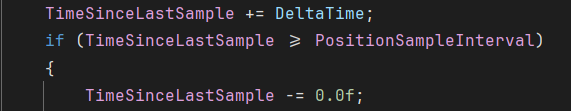 TimeSinceLastSample += DeltaTime;
if (TimeSinceLastSample ⩾ PositionSampleInterval)
{
TimeSinceLastSample -= 0.0f;